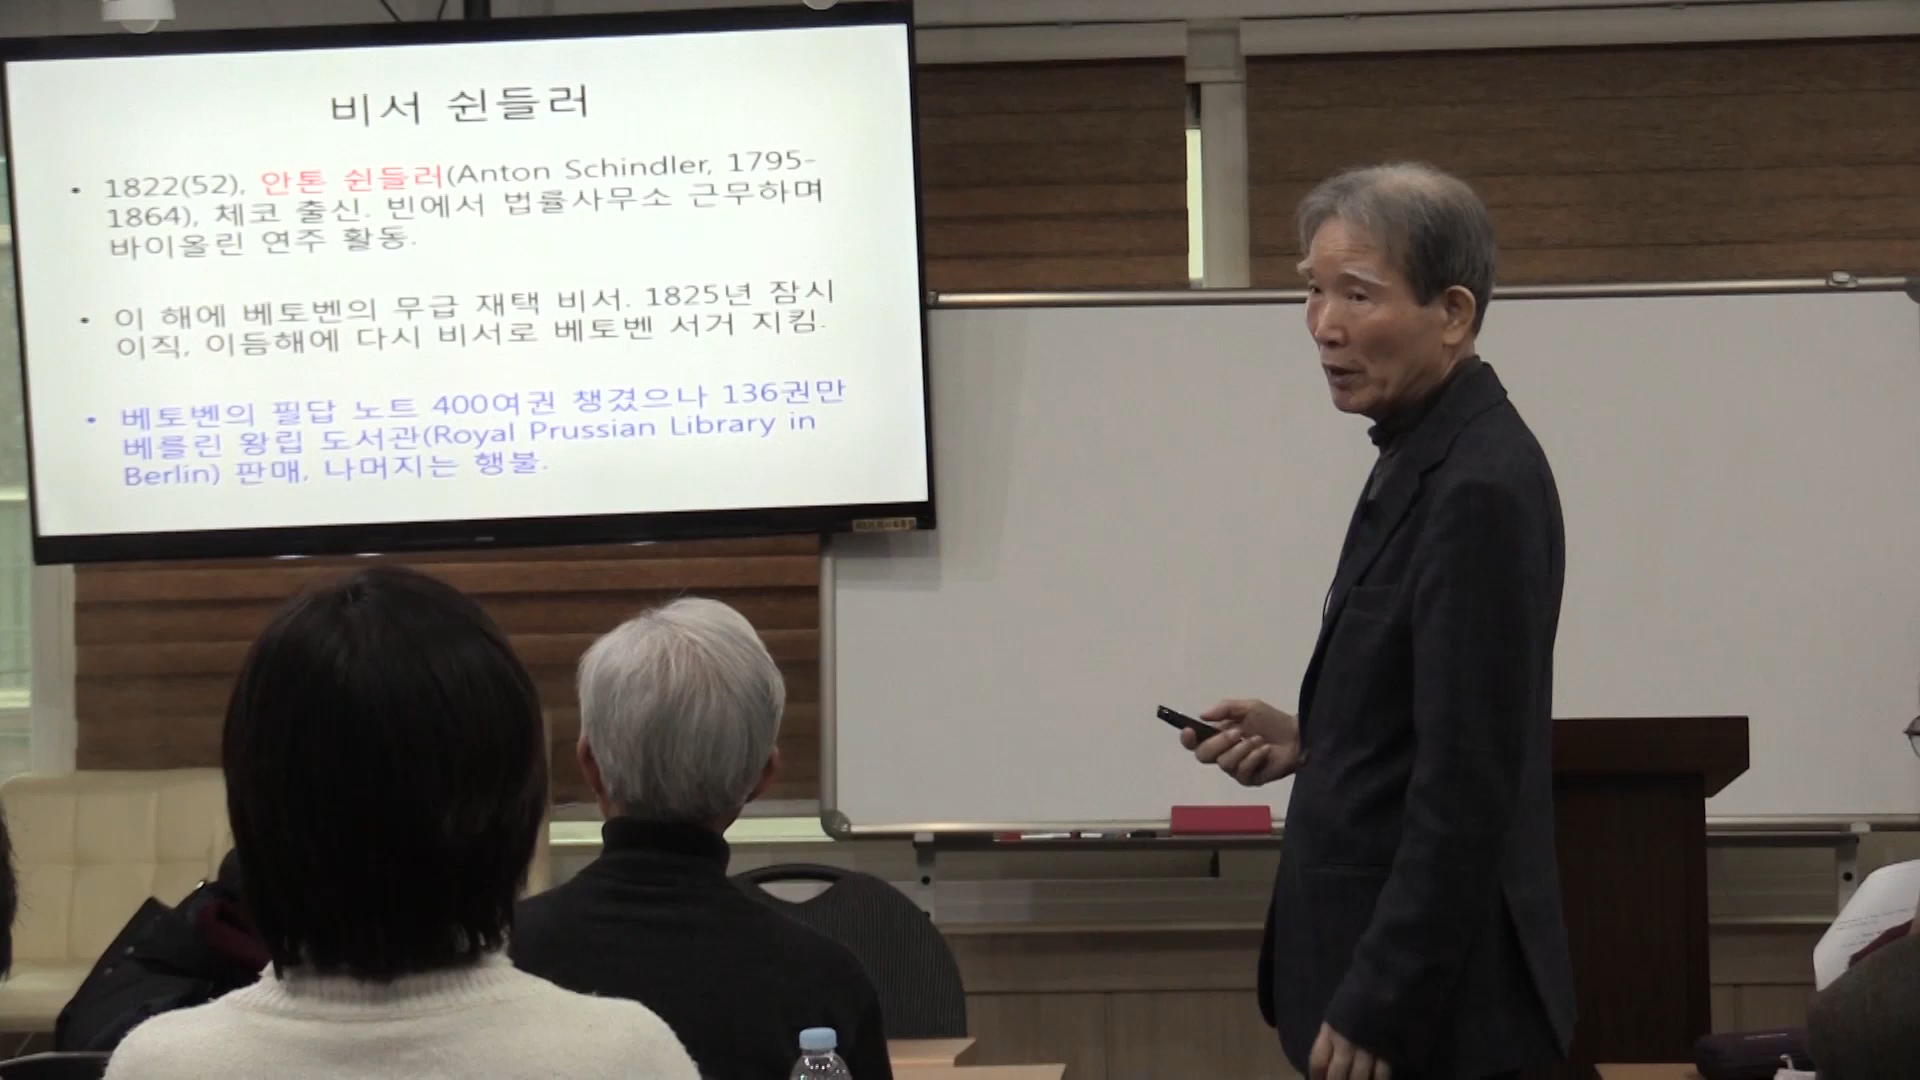 비서 쉰들러
• 1822(52), 안톤 쉰들러(Anton Schindler, 1795-
1864), 체코 출신. 빈에서 법률사무소 근무하며
바이올린 연주 활동.
• 이 해에 베토벤의 무급 재택 비서. 1825년 잠시
이직, 이듬해에 다시 비서로 베토벤 서거 지킴.
• 베토벤의 필답 노트 400여권 챙겼으나 136권만
베를린 왕립 도서관(Royal Prussian Library in
Berlin) 판매, 나머지는 행불.